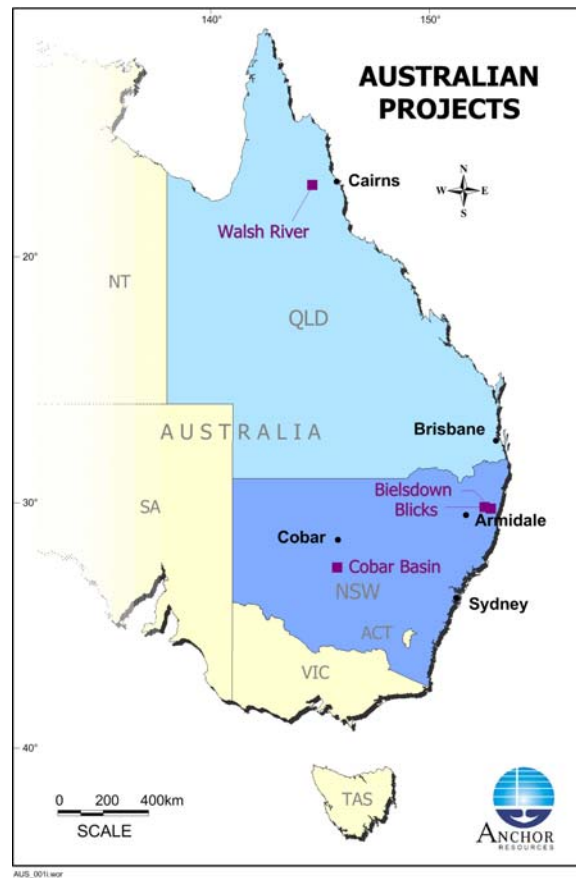 140°
150°
AUSTRALIAN
PROJECTS
N
W
E
S
Cairns
Walsh River
20°
NT
QLD
AUSTRALIA
Brisbane
30°
SA
Bielsdown
Blicks
Armidale
Cobar
Cobar Basin
NSW
Sydney
ACT
VIC
40°
TAS
0 200 400km
SCALE
ANCHOR
RESOURCES
AUS_001i.wor